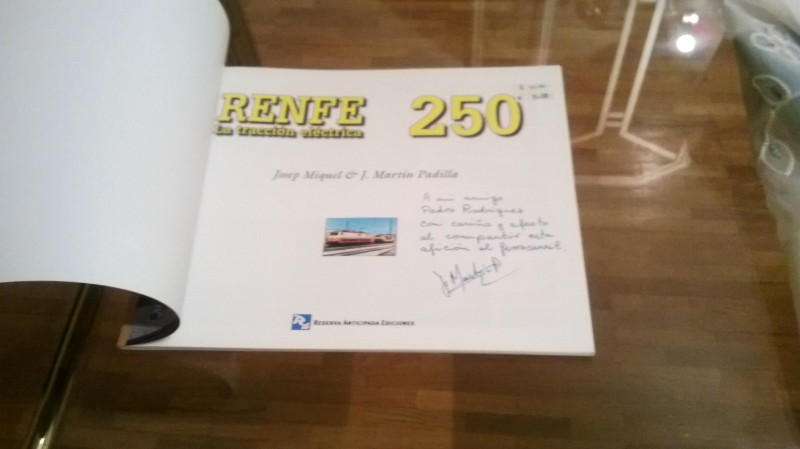 RENFE 250
La tracción eléctrica
Josep Miquel & J. Martín Padilla
A mi amigo
Pedro Rodríguez
con cariño y afecto
al compartir esta
afición al ferrocarril.
Reserva Anticipada Ediciones